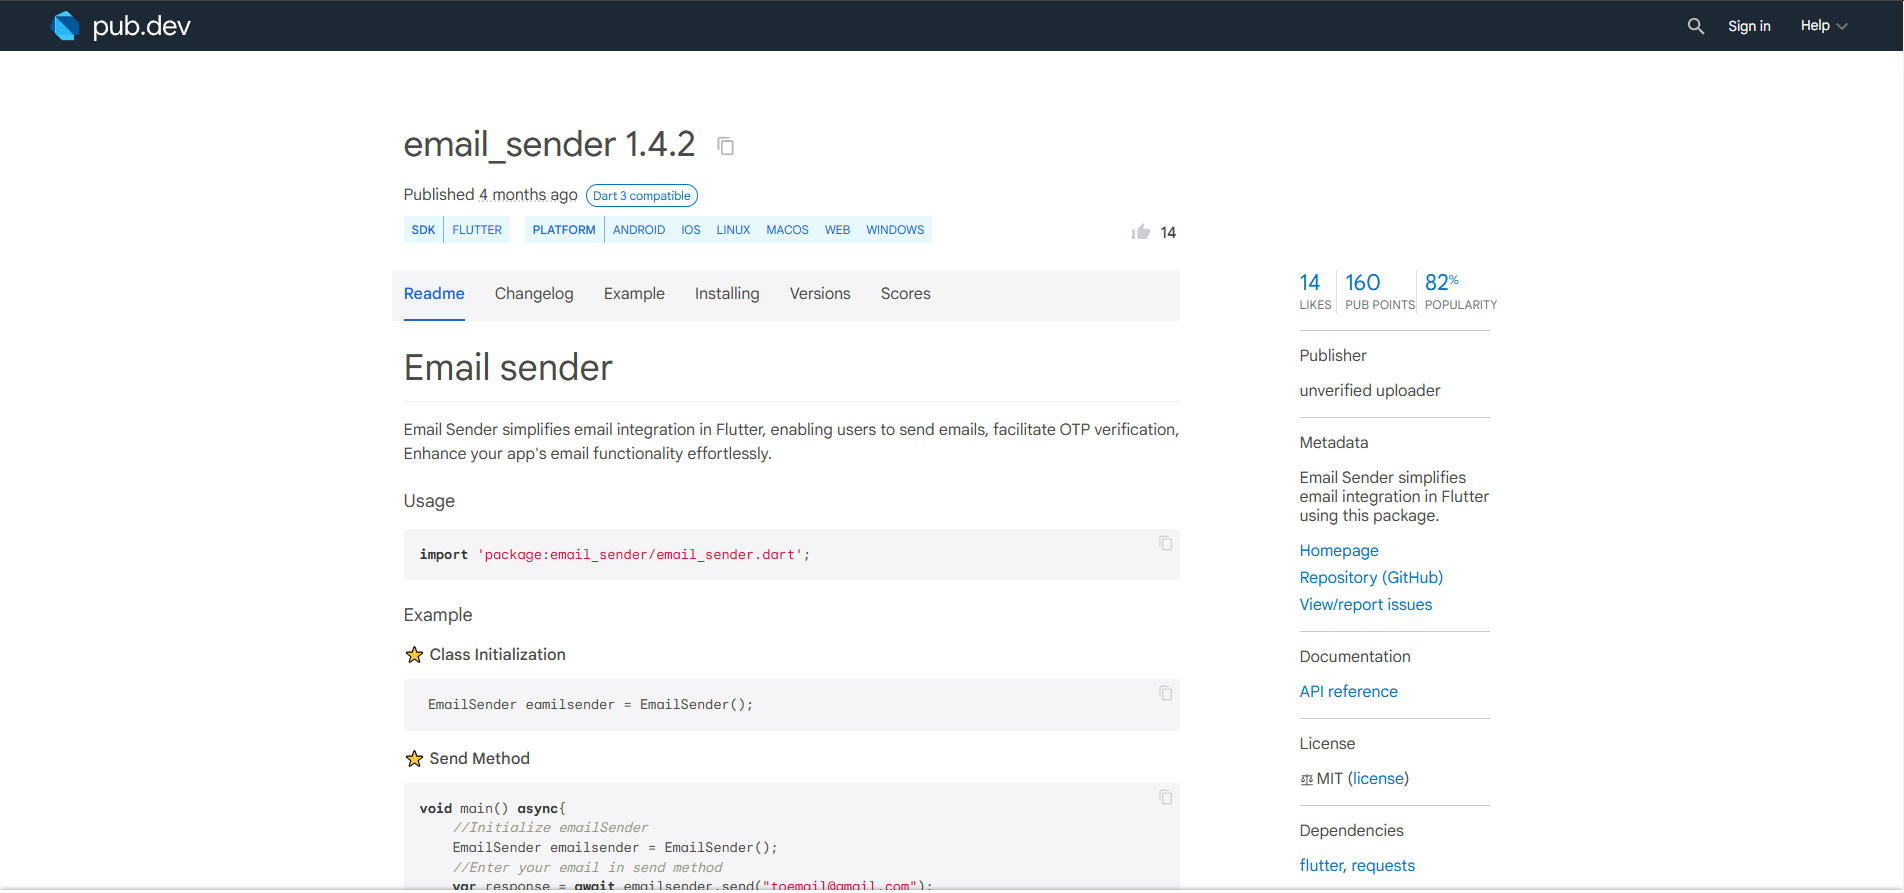 pub.dev
Sign in
Help
email_sender 1.4.2
Published 4 months ago Dart 3 compatible
SDK FLUTTER PLATFORM ANDROID IOS LINUX MACOS WEB WINDOWS
14
Readme Changelog Example Installing Versions Scores
Email sender
Email Sender simplifies email integration in Flutter, enabling users to send emails, facilitate OTP verification,
Enhance your app's email functionality effortlessly.
Usage
import 'package:email_sender/email_sender.dart';
Example
Class Initialization
EmailSender eamilsender = EmailSender();
Send Method
void main() async{
//Initialize emailSender
EmailSender emailsender = EmailSender();
//Enter your email in send method
var response = await emailsender.send("toemail@gmail.com");
14 160 82%
LIKES PUB POINTS POPULARITY
Publisher
unverified uploader
Metadata
Email Sender simplifies
email integration in Flutter
using this package.
Homepage
Repository (GitHub)
View/report issues
Documentation
API reference
License
MIT (license)
Dependencies
flutter, requests